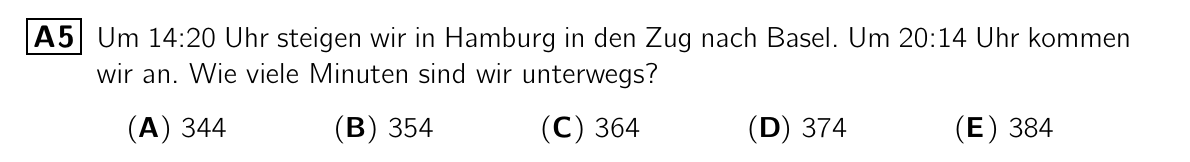 A5 Um 14:20 Uhr steigen wir in Hamburg in den Zug nach Basel. Um 20:14 Uhr kommen
wir an. Wie viele Minuten sind wir unterwegs?
(A) 344 (B) 354 (C) 364 (D) 374 (E) 384